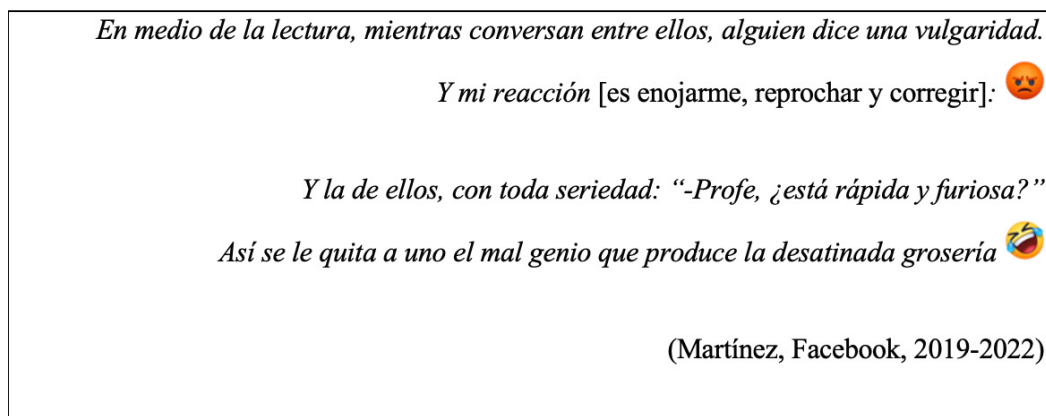 En medio de la lectura, mientras conversan entre ellos, alguien dice una vulgaridad.
Y mi reacción [es enojarme, reprochar y corregir]: 😡
Y la de ellos, con toda seriedad: “-Profe, ¿está rápida y furiosa?”
Así se le quita a uno el mal genio que produce la desatinada grosería 🤣
(Martínez, Facebook, 2019-2022)